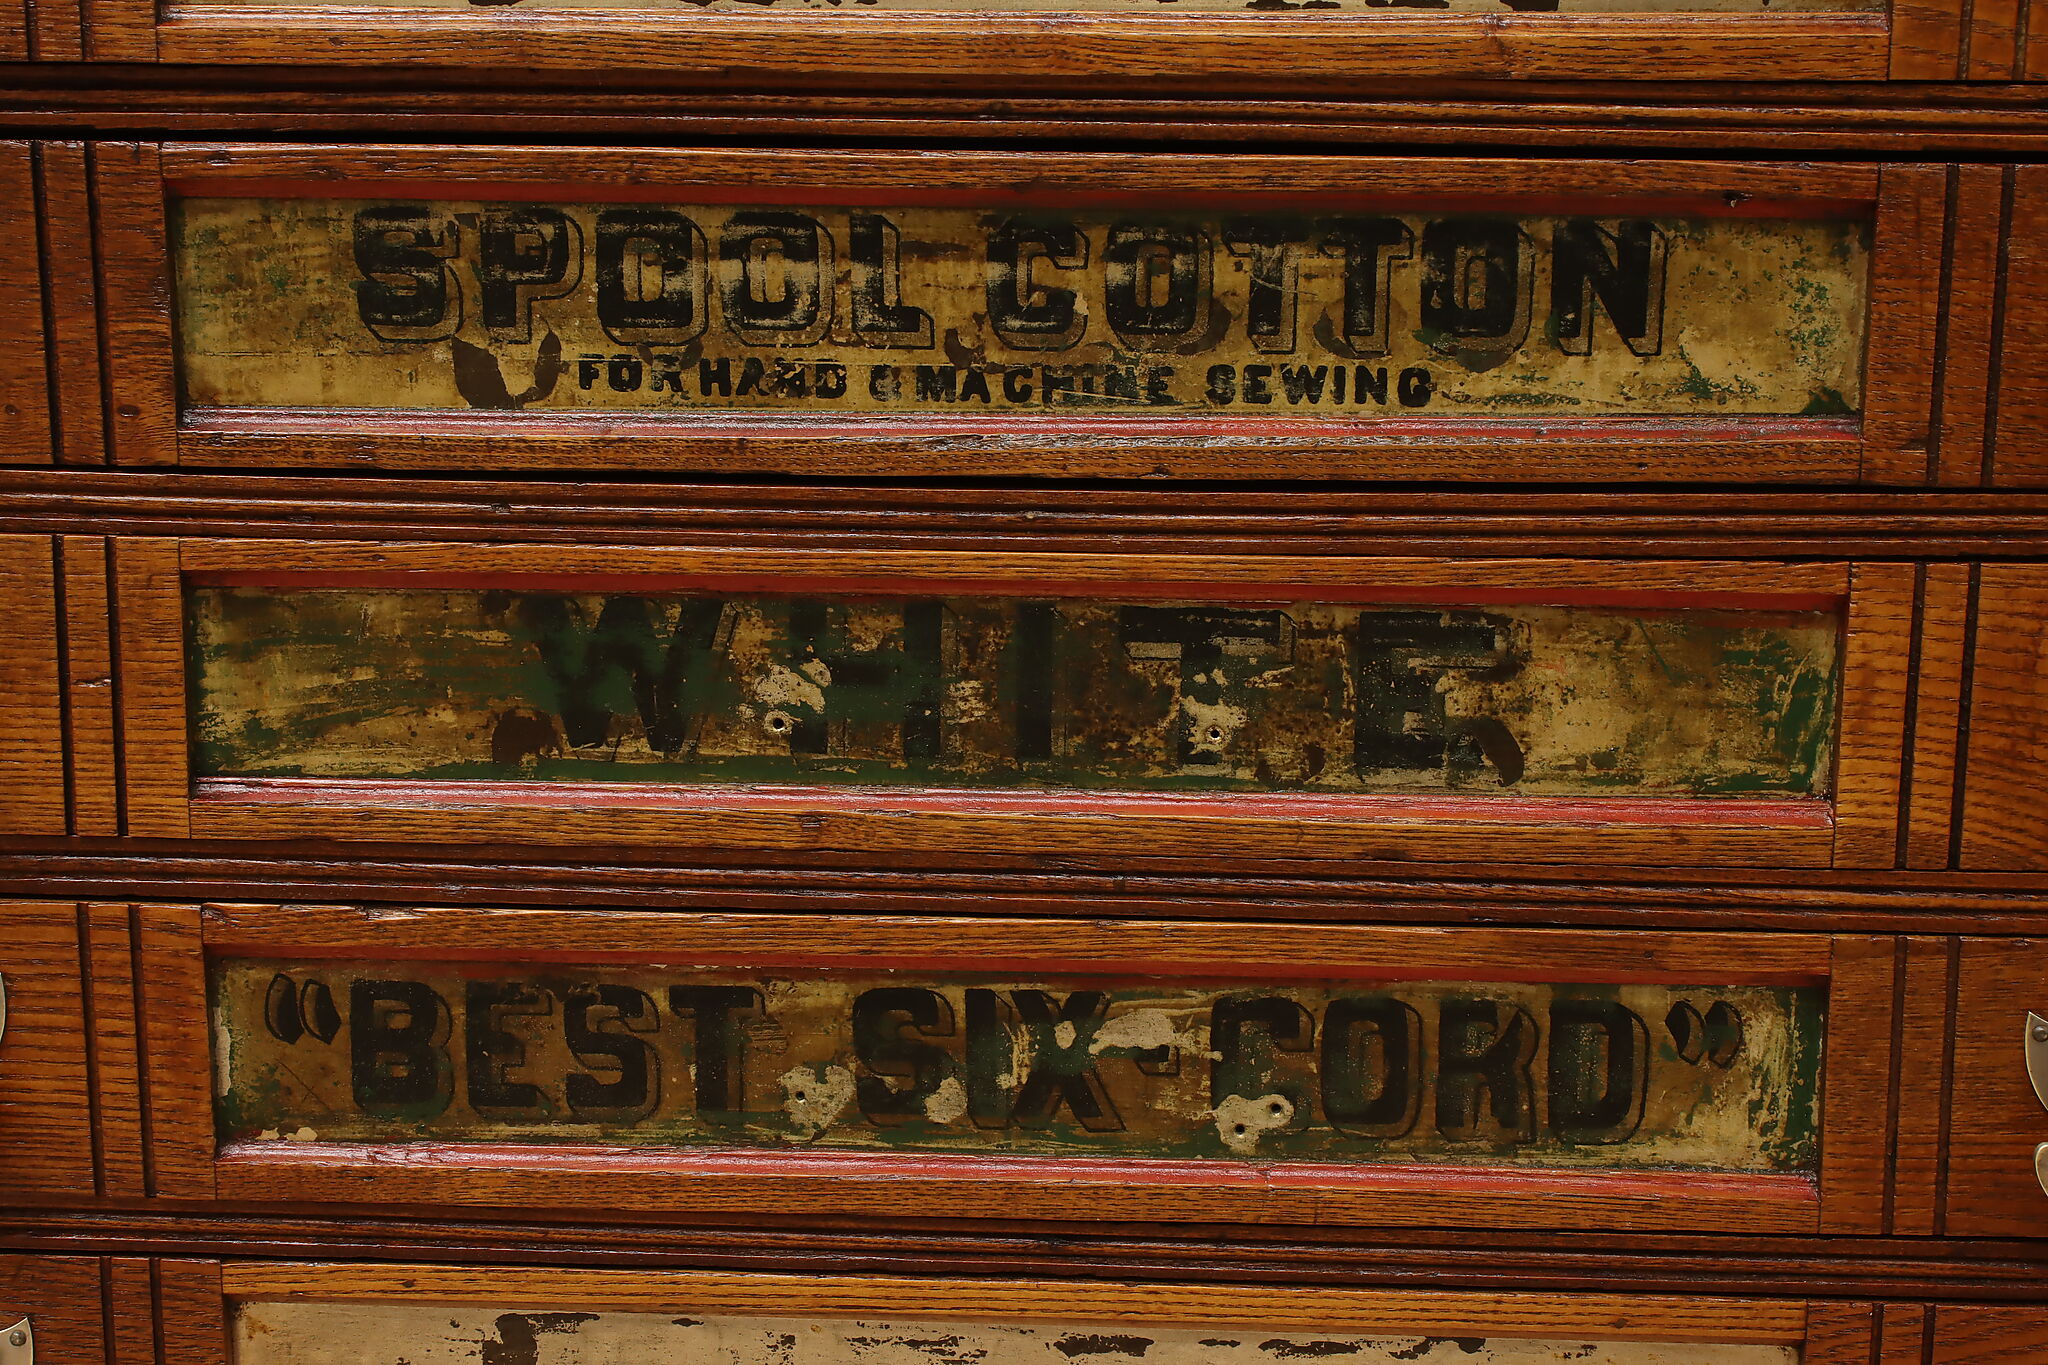 SPOOL COTTON
FOR HAND & MACHINE SEWING
WHITE
"BEST SIX-CORD"